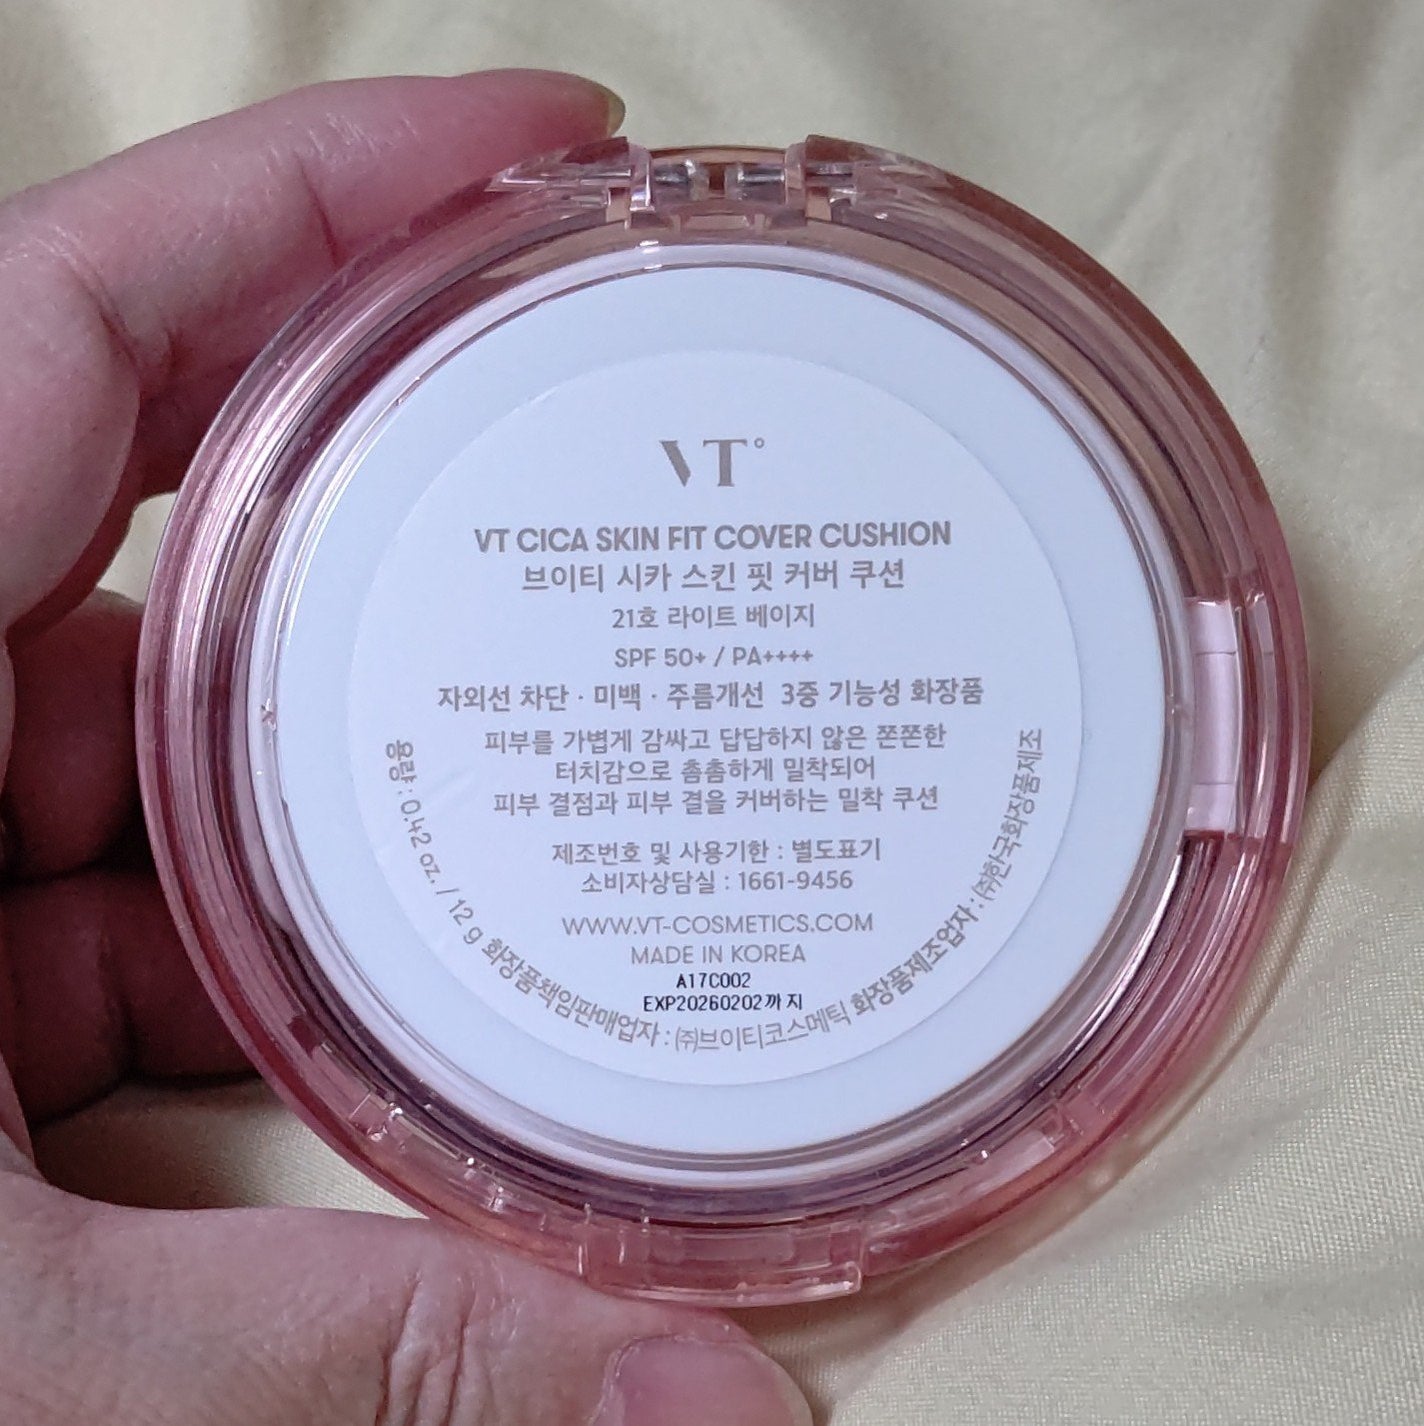 VT°
VT CICA SKIN FIT COVER CUSHION
브이티 시카 스킨 핏 커버 쿠션
21호 라이트 베이지
SPF 50+ / PA++++
자외선 차단 · 미백 · 주름개선 3중 기능성 화장품
피부를 가볍게 감싸고 답답하지 않은 쫀쫀한
터치감으로 촘촘하게 밀착되어
피부 결점과 피부 결을 커버하는 밀착 쿠션
제조번호 및 사용기한 : 별도표기
소비자상담실 : 1661-9456
WWW.VT-COSMETICS.COM
MADE IN KOREA
A17C002
EXP20260202까지
용량 : 0.42 oz. / 12 g 화장품책임판매업자 : ㈜브이티코스메틱 화장품제조업자 : ㈜한국화장품제조